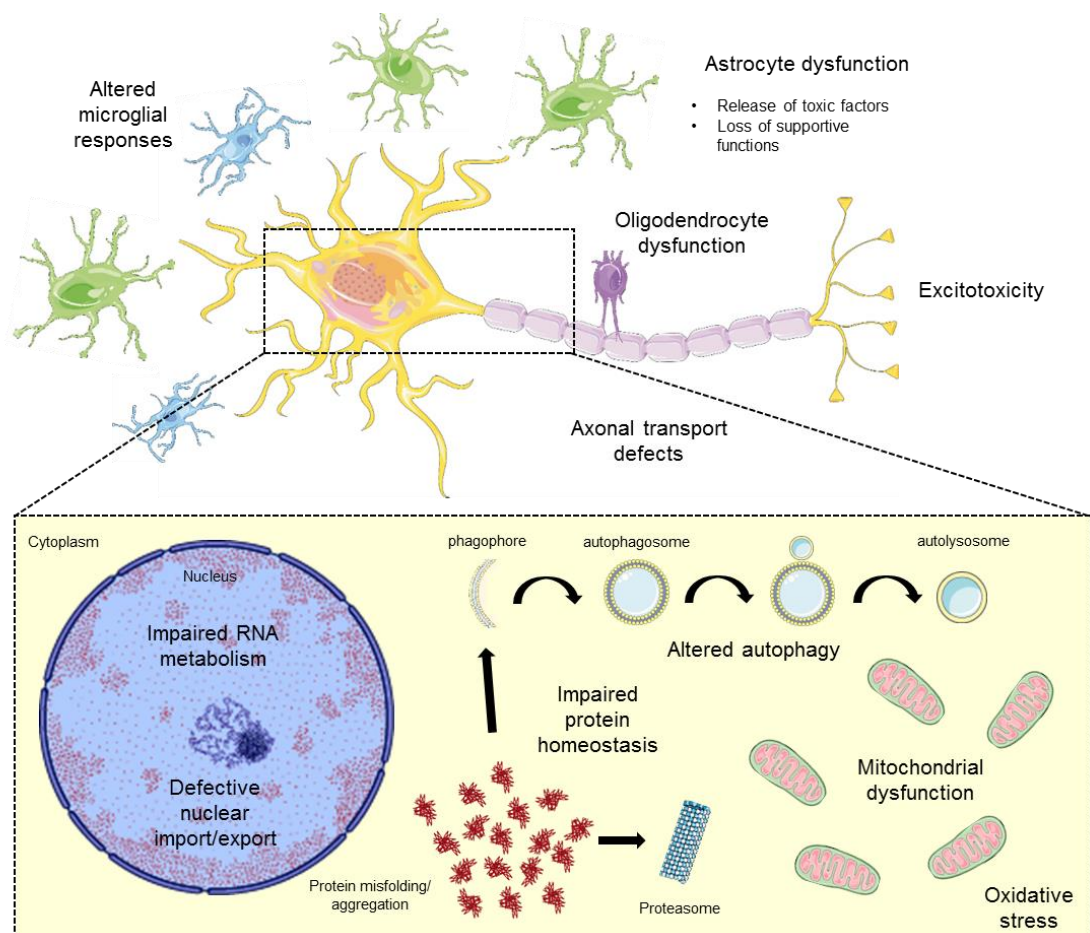 Altered
microglial
responses
Astrocyte dysfunction
• Release of toxic factors
• Loss of supportive
functions
Oligodendrocyte
dysfunction
Excitotoxicity
Axonal transport
defects
Cytoplasm
Nucleus
Impaired RNA
metabolism
Defective
nuclear
import/export
phagophore
autophagosome
autolysosome
Altered autophagy
Impaired
protein
homeostasis
Mitochondrial
dysfunction
Protein misfolding/
aggregation
Proteasome
Oxidative
stress